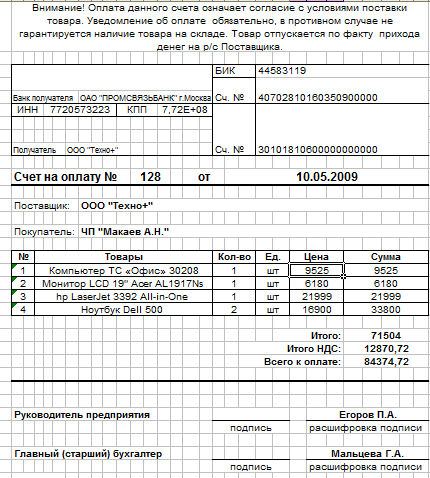 Внимание! Оплата данного счета означает согласие с условиями поставки
товара. Уведомление об оплате обязательно, в противном случае не
гарантируется наличие товара на складе. Товар отпускается по факту прихода
денег на р/с Поставщика.
БИК 44583119
Банк получателя ОАО "ПРОМСВЯЗЬБАНК" г.Москва Сч. № 40702810160350900000
ИНН 7720573223 КПП 7,72E+08
Получатель ООО "Техно+" Сч. № 30101810600000000000
Счет на оплату № 128 от 10.05.2009
Поставщик: ООО "Техно+"
Покупатель: ЧП "Макаев А.Н."
№ Товары Кол-во Ед. Цена Сумма
1 Компьютер ТС «Офис» 30208 1 шт 9525 9525
2 Монитор LCD 19" Acer AL1917Ns 1 шт 6180 6180
3 hp LaserJet 3392 All-in-One 1 шт 21999 21999
4 Ноутбук Dell 500 2 шт 16900 33800
Итого: 71504
Итого НДС: 12870,72
Всего к оплате: 84374,72
Руководитель предприятия Егоров П.А.
подпись расшифровка подписи
Главный (старший) бухгалтер Мальцева Г.А.
подпись расшифровка подписи